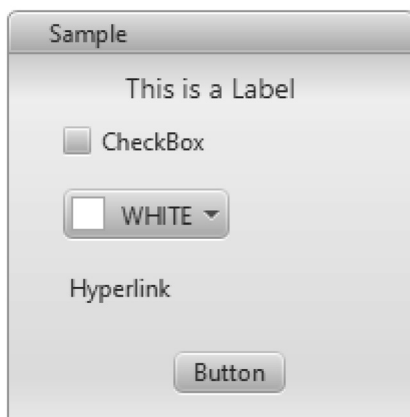 Sample
This is a Label
CheckBox
WHITE
Hyperlink
Button